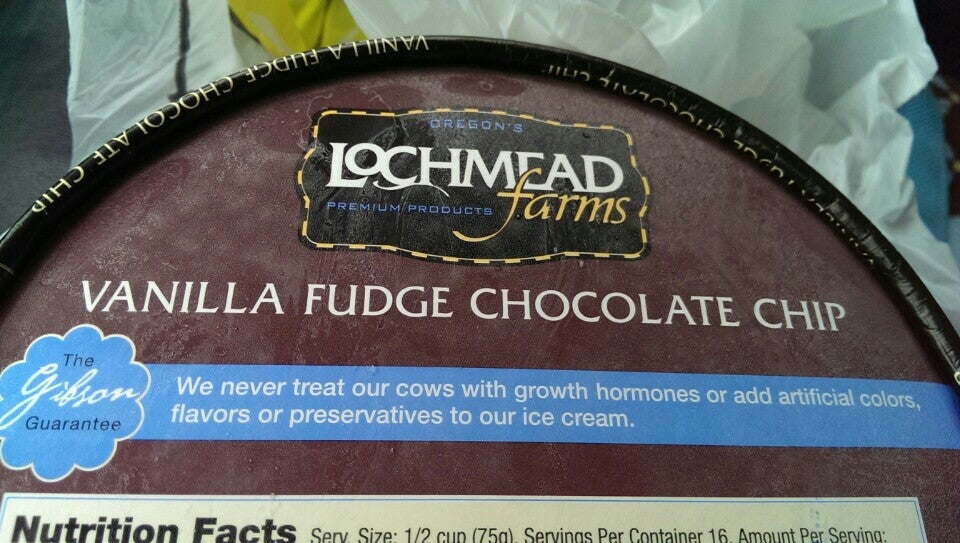 VANILLA FUDGE CHOCOLATE CHIP
CHOCOLATE CHIP
OREGON'S
LOCHMEAD
PREMIUM PRODUCTS farms
VANILLA FUDGE CHOCOLATE CHIP
The
Gibson
Guarantee
We never treat our cows with growth hormones or add artificial colors,
flavors or preservatives to our ice cream.
Nutrition Facts Serv. Size: 1/2 cup (75g), Servings Per Container 16, Amount Per Serving: